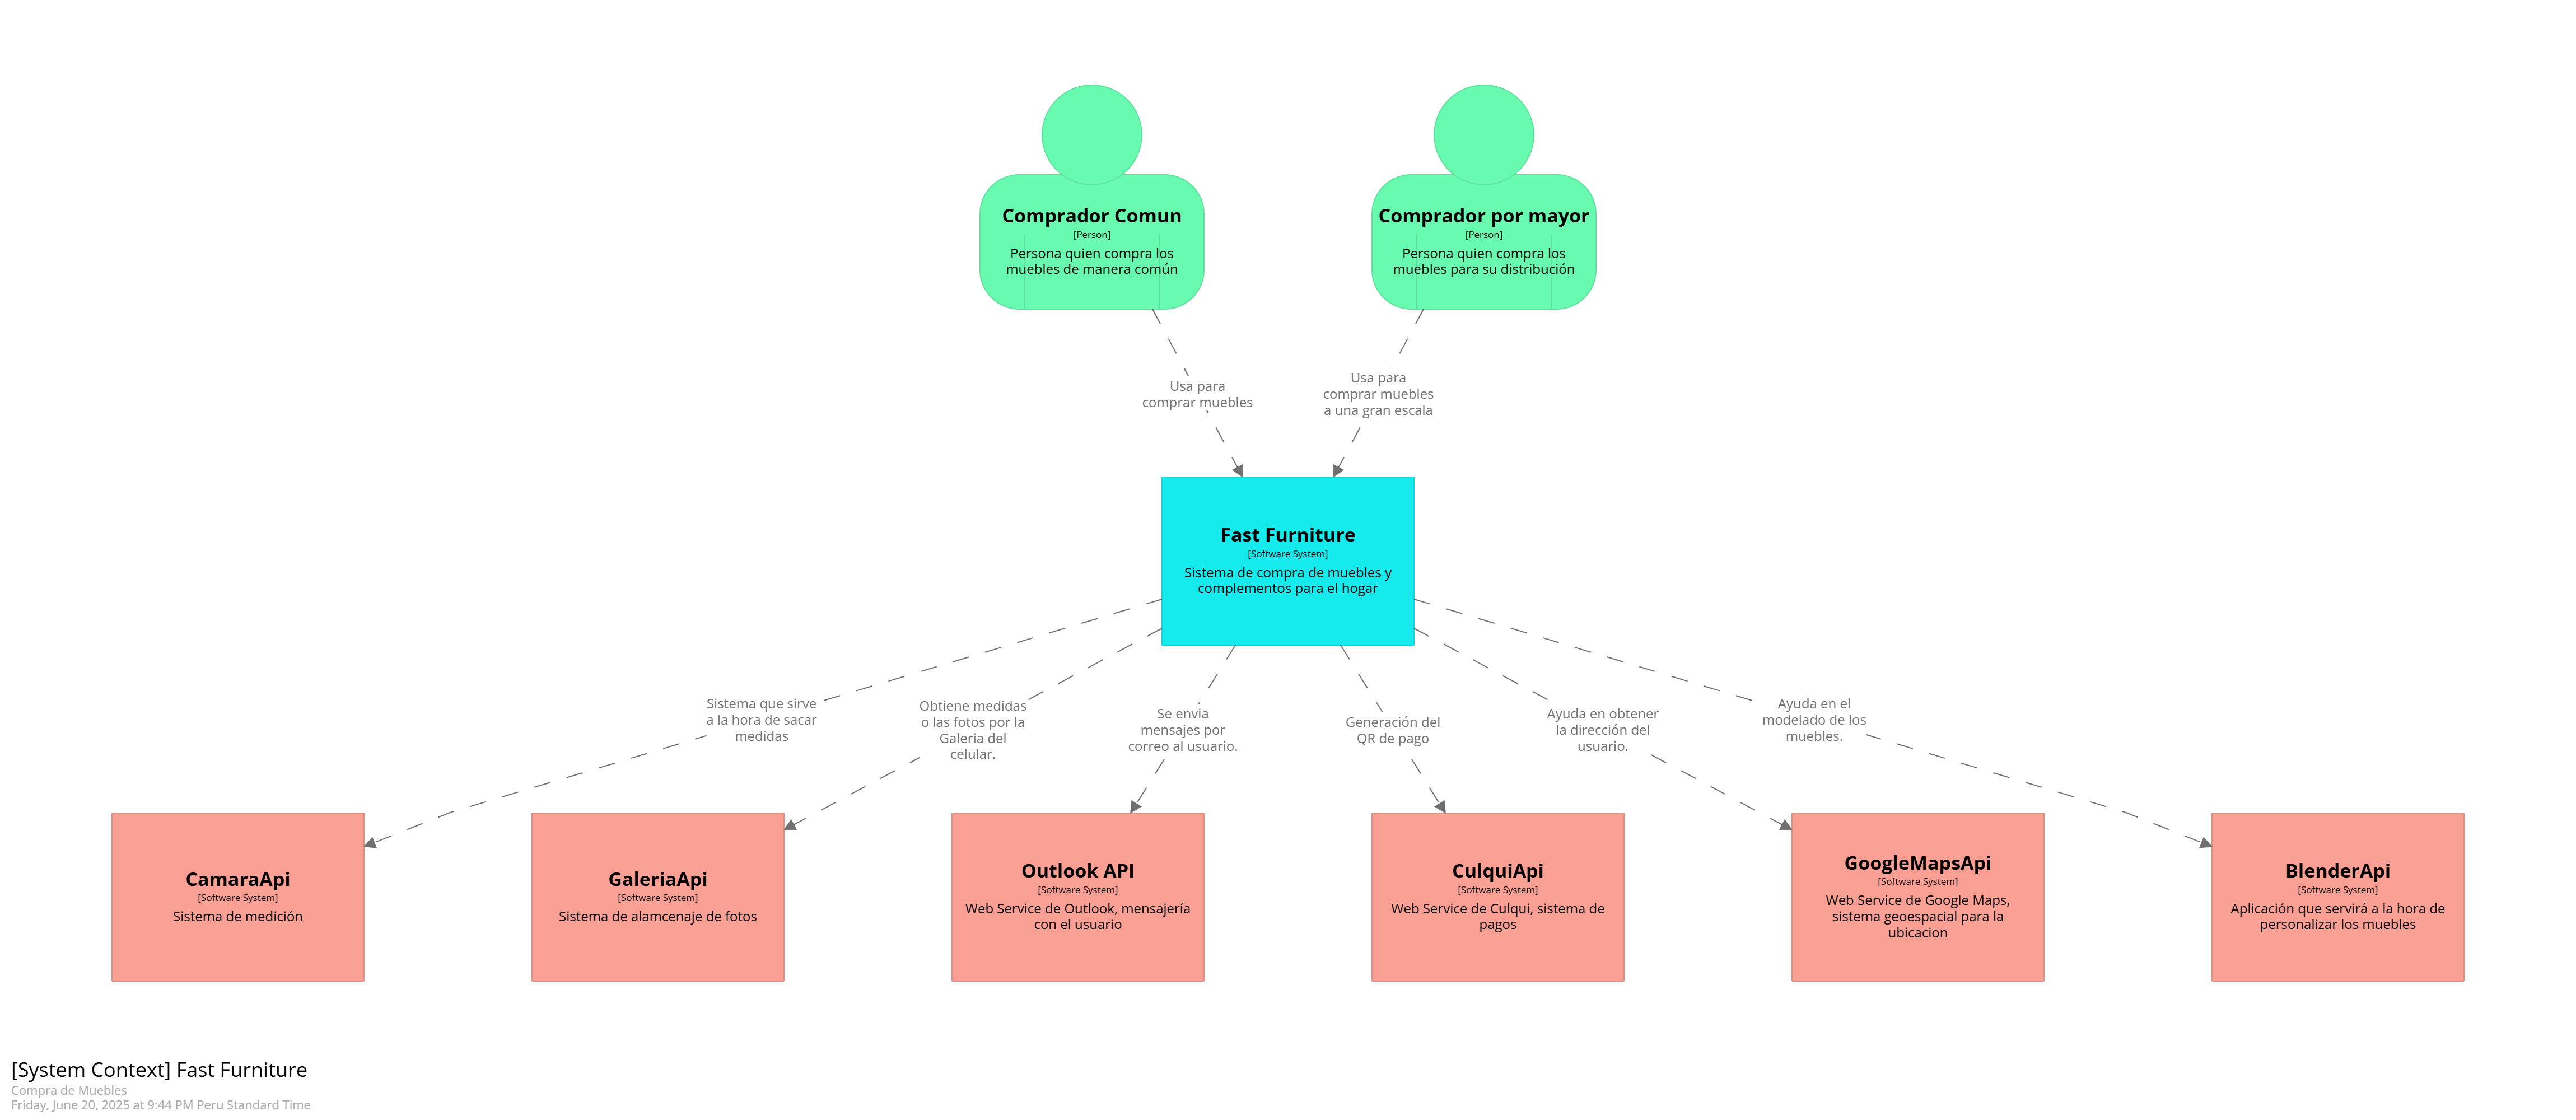 Comprador Comun
[Person]
Persona quien compra los
muebles de manera común
Comprador por mayor
[Person]
Persona quien compra los
muebles para su distribución
Usa para
comprar muebles
Usa para
comprar muebles
a una gran escala
Fast Furniture
[Software System]
Sistema de compra de muebles y
complementos para el hogar
Sistema que sirve
a la hora de sacar
medidas
Obtiene medidas
o las fotos por la
Galeria del
celular.
Se envia
mensajes por
correo al usuario.
Generación del
QR de pago
Ayuda en obtener
la dirección del
usuario.
Ayuda en el
modelado de los
muebles.
CamaraApi
[Software System]
Sistema de medición
GaleriaApi
[Software System]
Sistema de alamcenaje de fotos
Outlook API
[Software System]
Web Service de Outlook, mensajería
con el usuario
CulquiApi
[Software System]
Web Service de Culqui, sistema de
pagos
GoogleMapsApi
[Software System]
Web Service de Google Maps,
sistema geoespacial para la
ubicacion
BlenderApi
[Software System]
Aplicación que servirá a la hora de
personalizar los muebles
[System Context] Fast Furniture
Compra de Muebles
Friday, June 20, 2025 at 9:44 PM Peru Standard Time